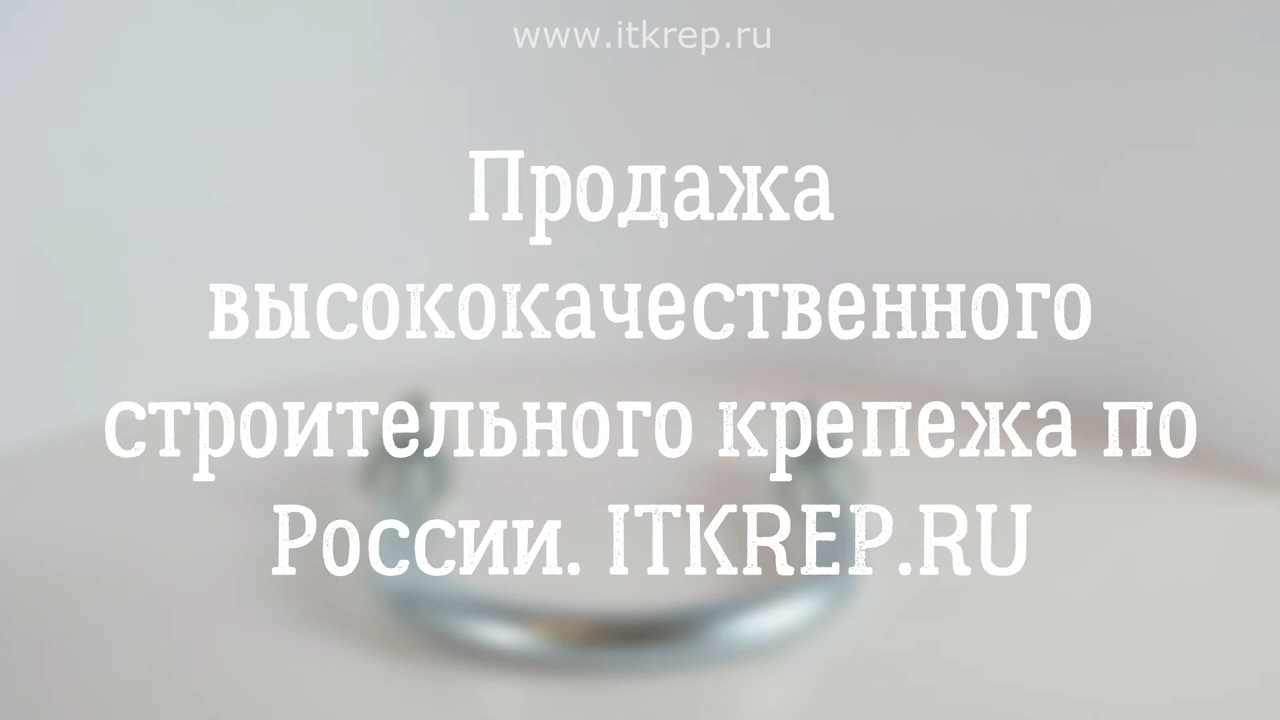 www.itkrep.ru
Продажа
высококачественного
строительного крепежа по
России. ITKREP.RU